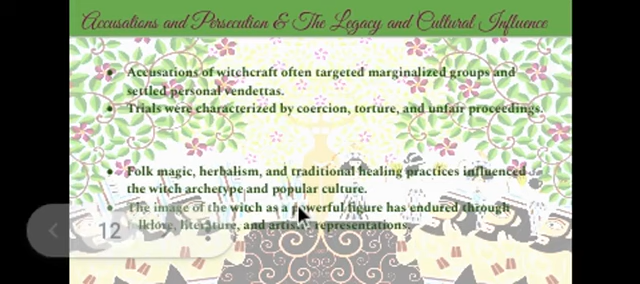 Accusations and Persecution & The Legacy and Cultural Influence
• Accusations of witchcraft often targeted marginalized groups and
settled personal vendettas.
• Trials were characterized by coercion, torture, and unfair proceedings.
• Folk magic, herbalism, and traditional healing practices influenced
the witch archetype and popular culture.
• The image of the witch as a powerful figure has endured through
folklore, literature, and artistic representations.
12